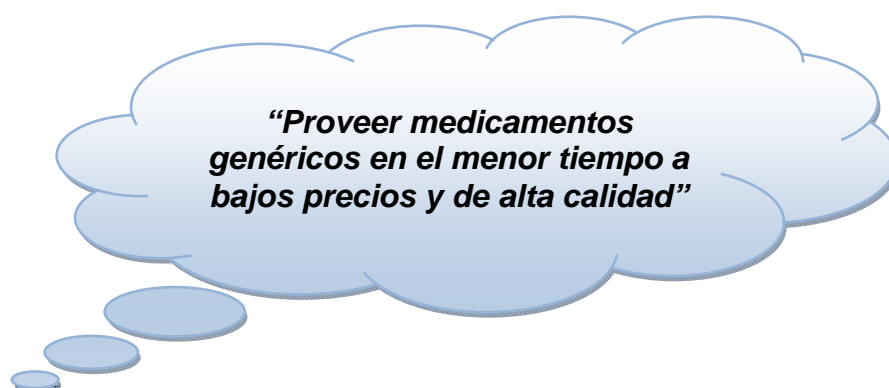 “Proveer medicamentos
genéricos en el menor tiempo a
bajos precios y de alta calidad”